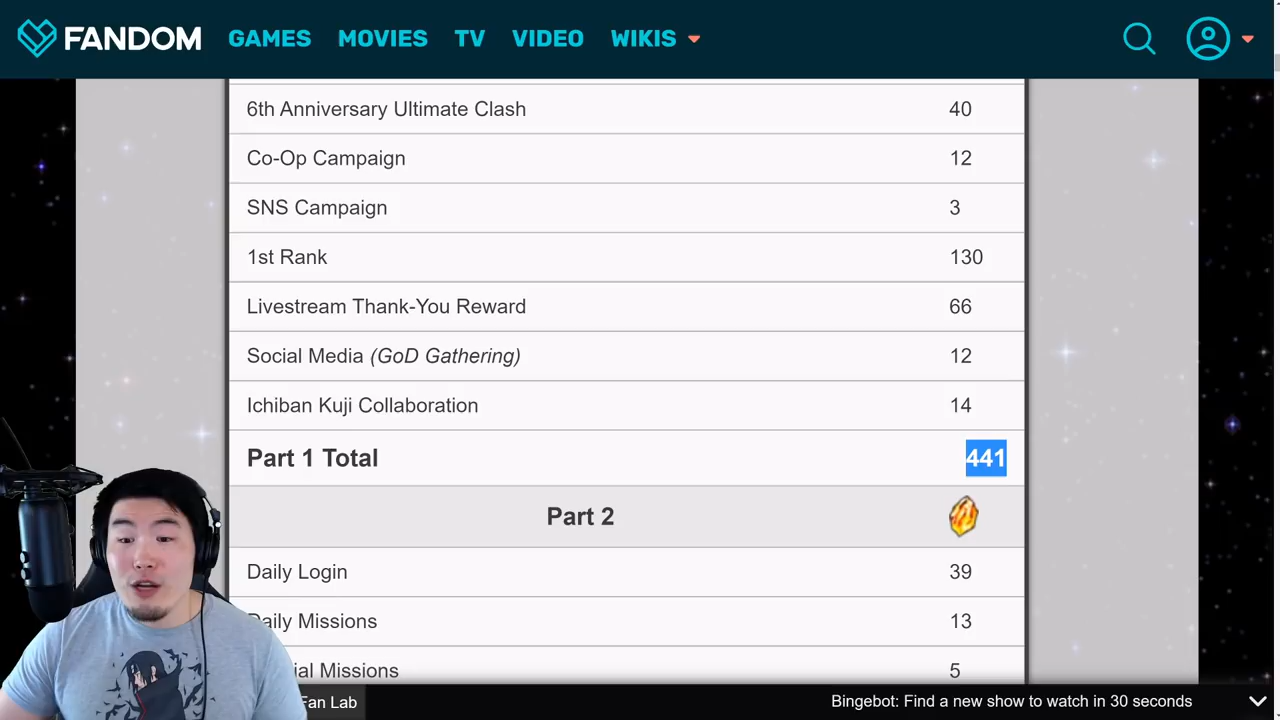 FANDOM GAMES MOVIES TV VIDEO WIKIS
6th Anniversary Ultimate Clash 40
Co-Op Campaign 12
SNS Campaign 3
1st Rank 130
Livestream Thank-You Reward 66
Social Media (GoD Gathering) 12
Ichiban Kuji Collaboration 14
Part 1 Total 441
Part 2
Daily Login 39
aily Missions 13
ial Missions 5
Fan Lab Bingebot: Find a new show to watch in 30 seconds